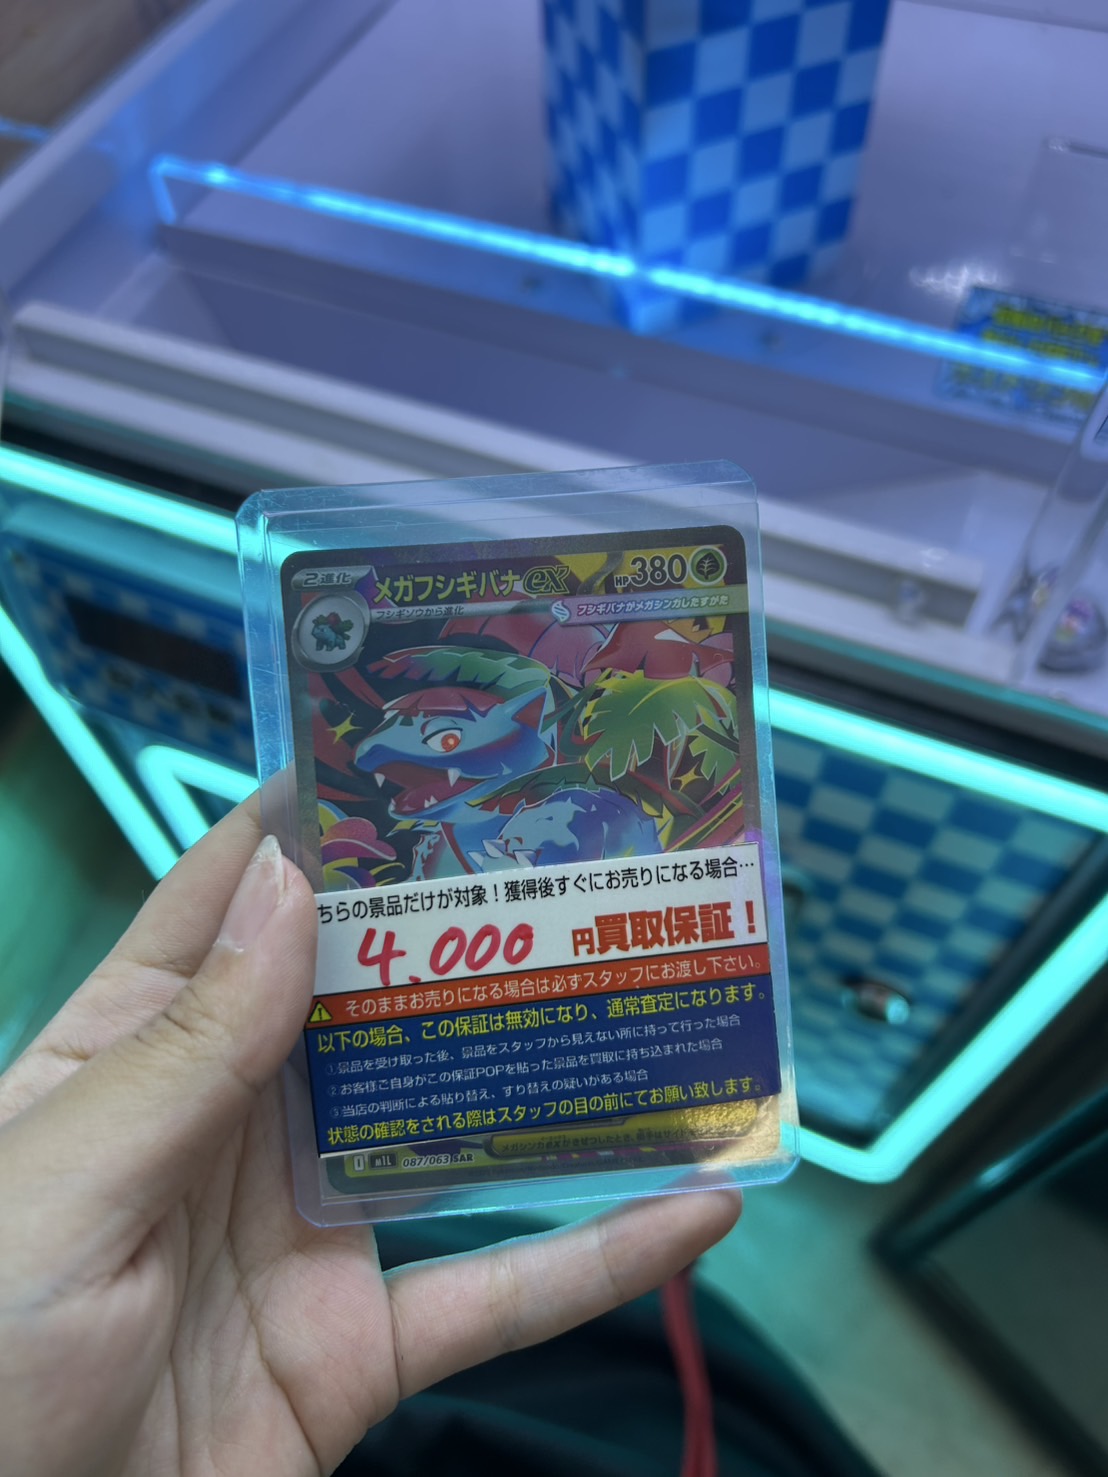 2進化
メガフシギバナex
HP380
フシギソウから進化
フシギバナがメガシンカしたすがた
ちらの景品だけが対象！獲得後すぐにお売りになる場合…
4.000 円買取保証！
そのままお売りになる場合は必ずスタッフにお渡し下さい。
以下の場合、この保証は無効になり、通常査定になります。
①景品を受け取った後、景品をスタッフから見えない所に持って行った場合
②お客様ご自身がこの保証POPを貼った景品を買取に持ち込まれた場合
③当店の判断による貼り替え、すり替えの疑いがある場合
状態の確認をされる際はスタッフの目の前にてお願い致します。
I M1L 087/063 SAR